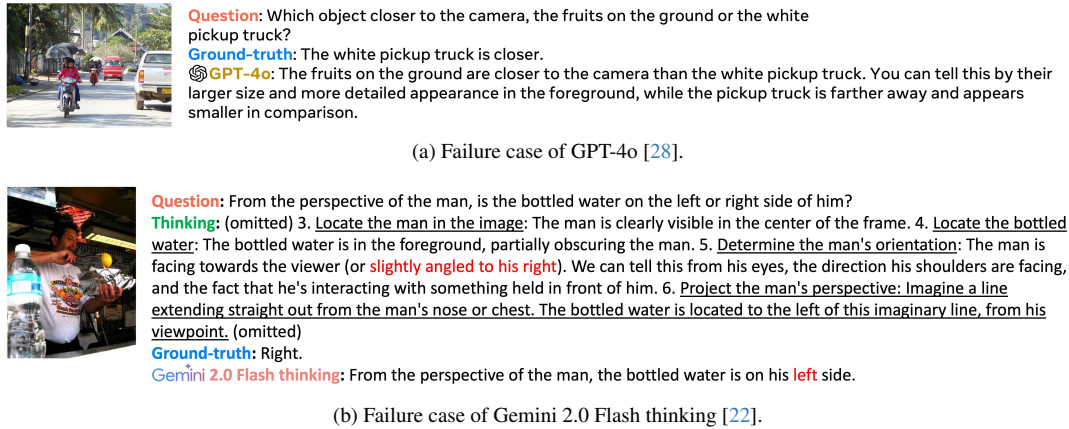 Question: Which object closer to the camera, the fruits on the ground or the white
pickup truck?
Ground-truth: The white pickup truck is closer.
GPT-4o: The fruits on the ground are closer to the camera than the white pickup truck. You can tell this by their
larger size and more detailed appearance in the foreground, while the pickup truck is farther away and appears
smaller in comparison.
(a) Failure case of GPT-4o [28].
Question: From the perspective of the man, is the bottled water on the left or right side of him?
Thinking: (omitted) 3. Locate the man in the image: The man is clearly visible in the center of the frame. 4. Locate the bottled
water: The bottled water is in the foreground, partially obscuring the man. 5. Determine the man's orientation: The man is
facing towards the viewer (or slightly angled to his right). We can tell this from his eyes, the direction his shoulders are facing,
and the fact that he's interacting with something held in front of him. 6. Project the man's perspective: Imagine a line
extending straight out from the man's nose or chest. The bottled water is located to the left of this imaginary line, from his
viewpoint. (omitted)
Ground-truth: Right.
Gemini 2.0 Flash thinking: From the perspective of the man, the bottled water is on his left side.
(b) Failure case of Gemini 2.0 Flash thinking [22].